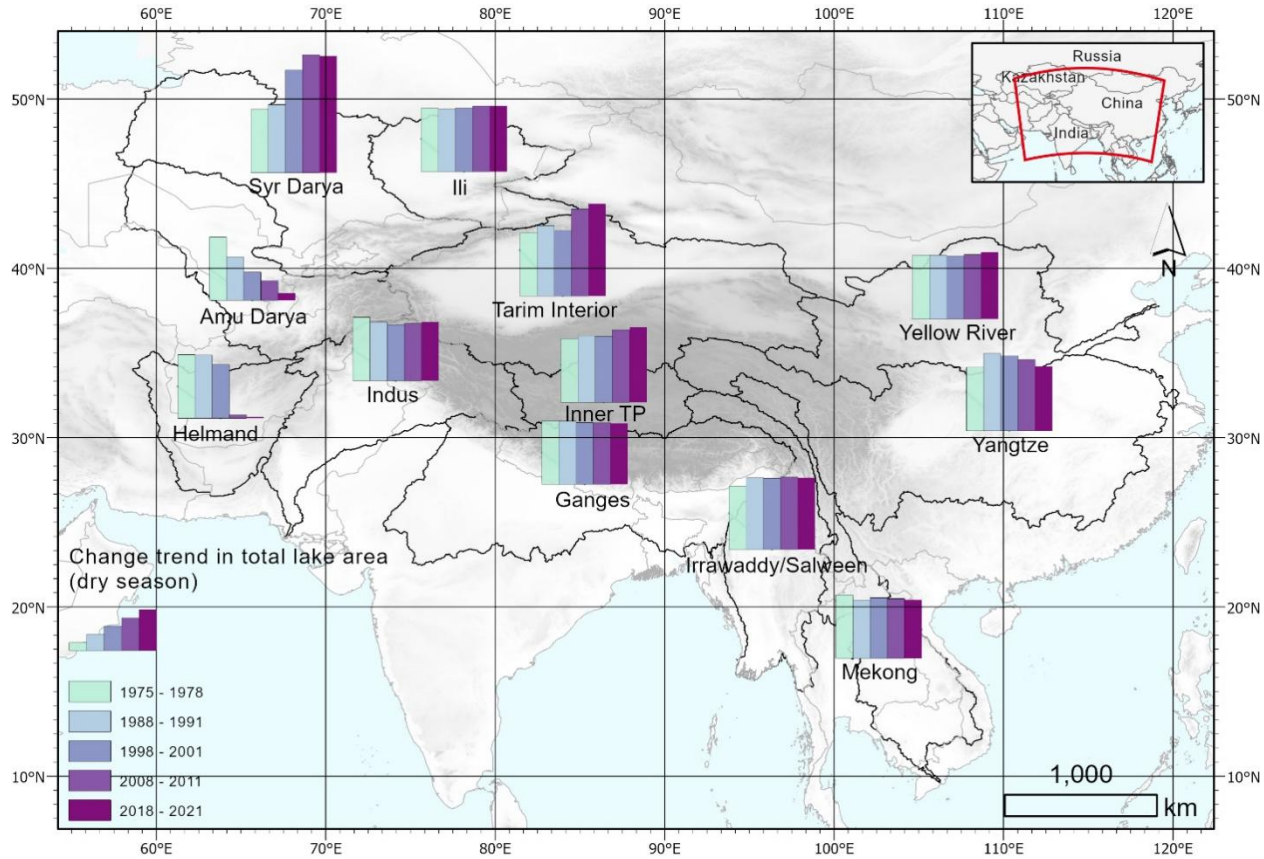 60°E 70°E 80°E 90°E 100°E 110°E 120°E
Russia
Kazakhstan
China
India
50°N 50°N
Syr Darya Ili
N
40°N 40°N
Tarim Interior
Amu Darya
Yellow River
Indus
Inner TP
Helmand
Yangtze
30°N 30°N
Ganges
Change trend in total lake area
(dry season)
Irrawaddy/Salween
20°N 20°N
Mekong
1975 - 1978
1988 - 1991
1998 - 2001
2008 - 2011
2018 - 2021
10°N 10°N
1,000
km
60°E 70°E 80°E 90°E 100°E 110°E 120°E